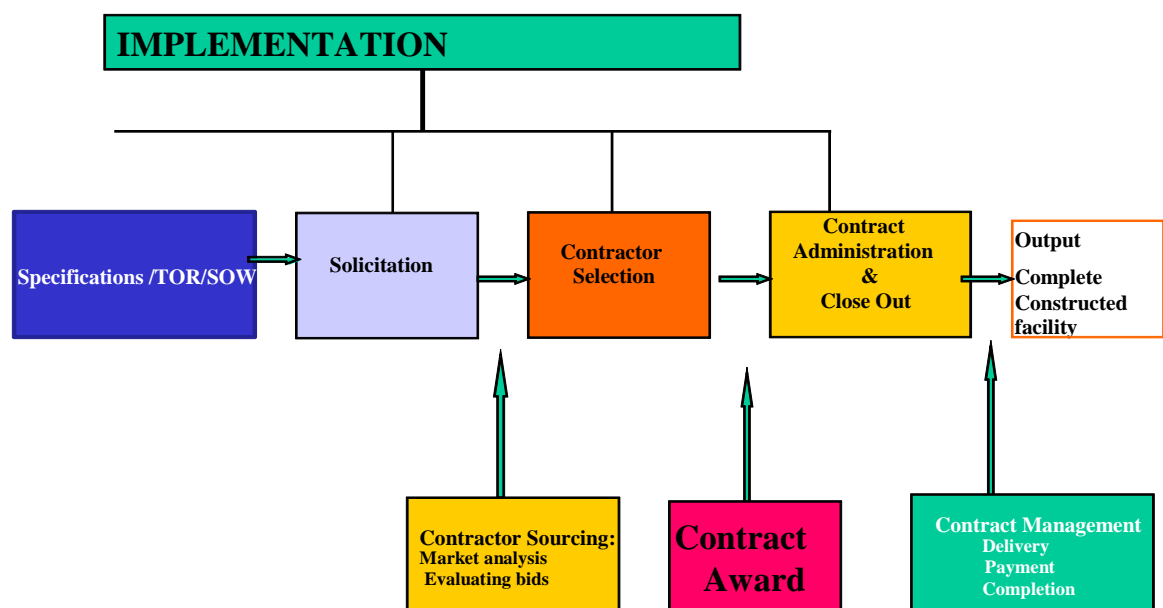 IMPLEMENTATION
Specifications /TOR/SOW
Solicitation
Contractor
Selection
Contract
Administration
&
Close Out
Output
Complete
Constructed
facility
Contractor Sourcing:
Market analysis
Evaluating bids
Contract
Award
Contract Management
Delivery
Payment
Completion